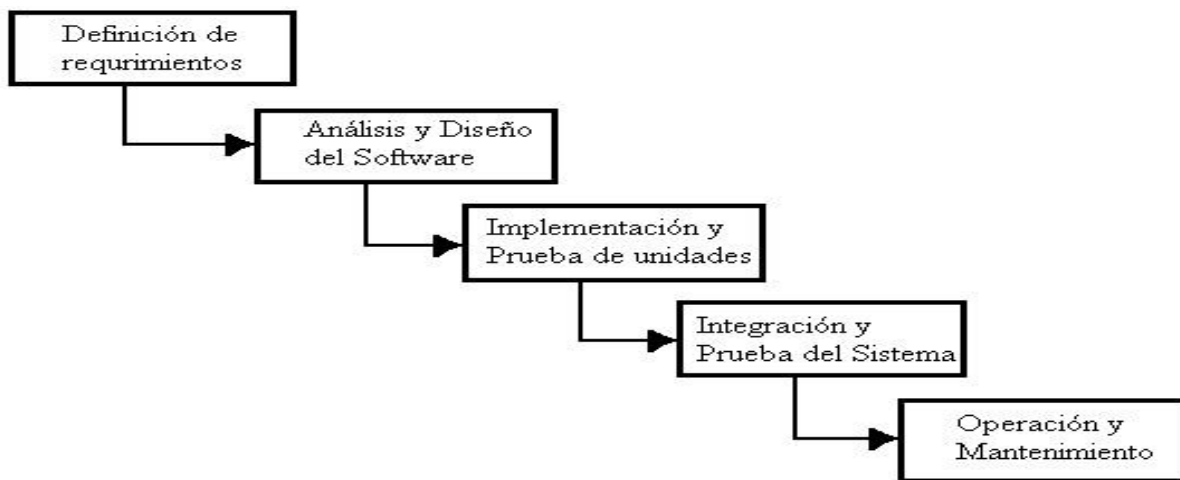 Definición de
requrimientos
Análisis y Diseño
del Software
Implementación y
Prueba de unidades
Integración y
Prueba del Sistema
Operación y
Mantenimiento